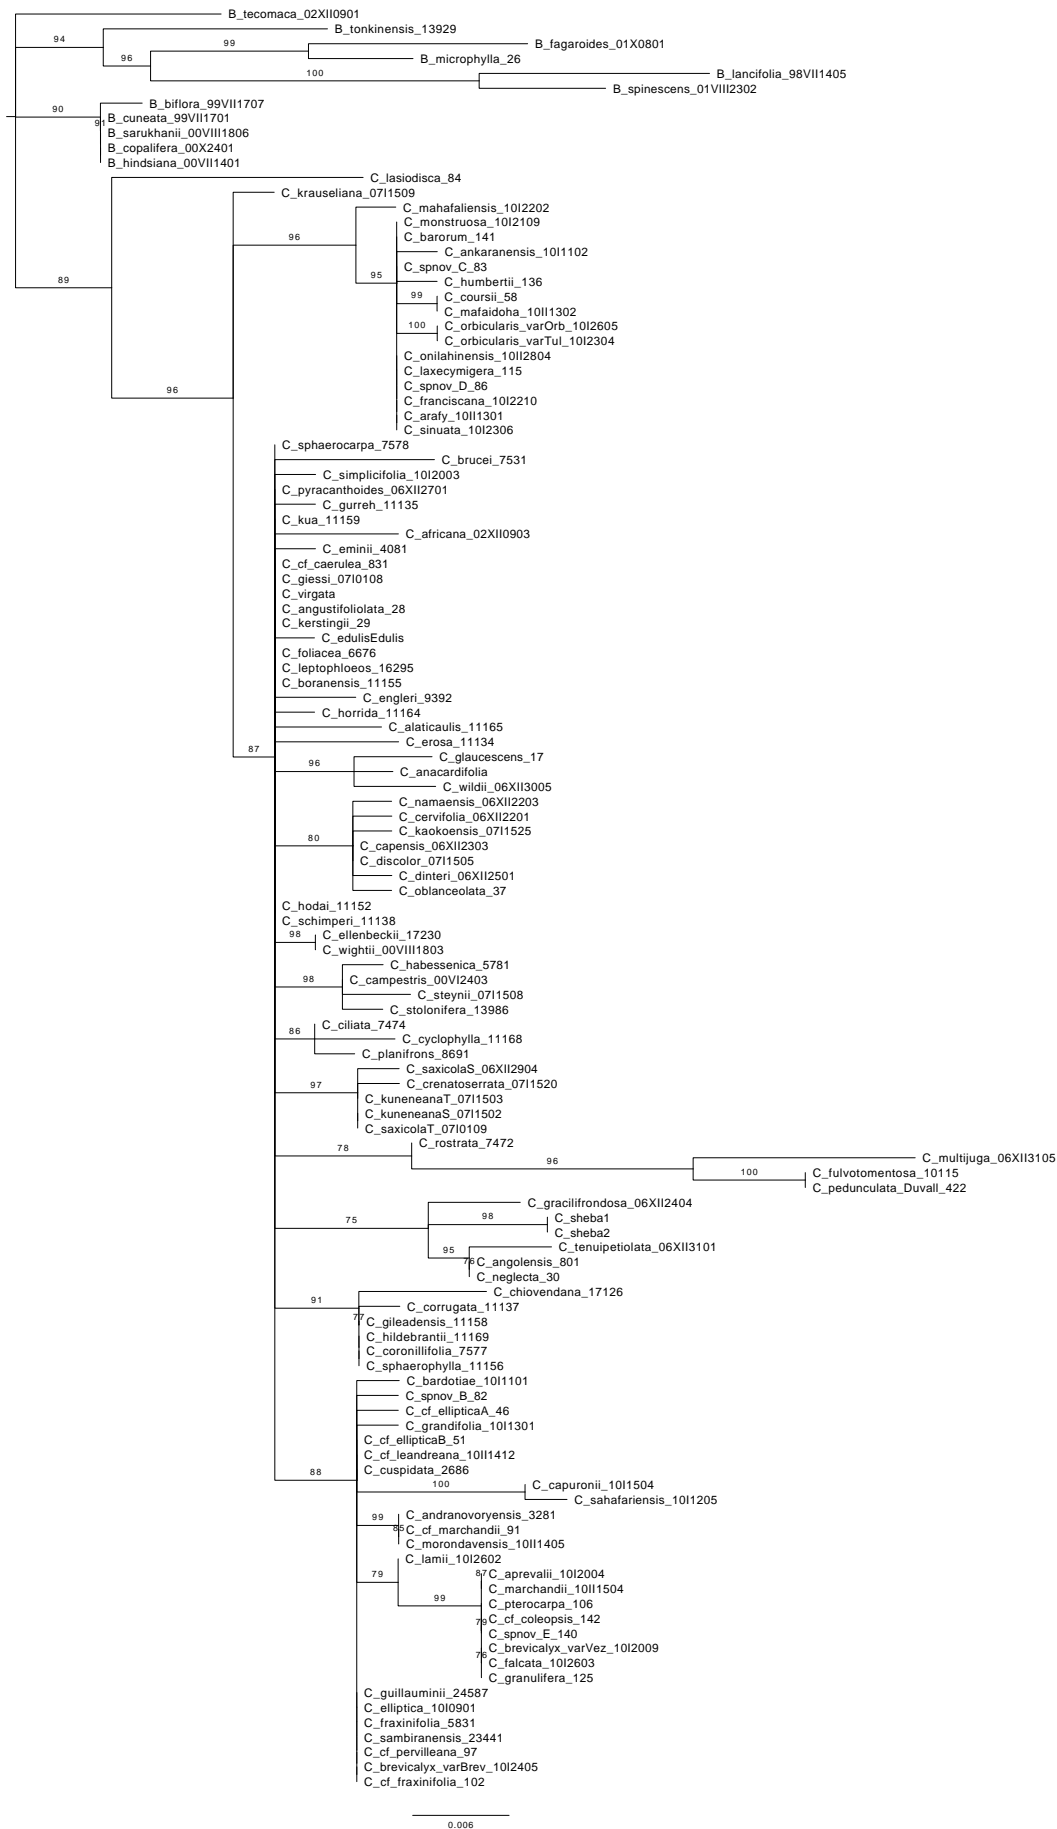 B_tecomaca_02XII0901
B_tonkinensis_13929
94
99
B_fagaroides_01X0801
96
B_microphylla_26
100
B_lancifolia_98VII1405
B_spinescens_01VIII2302
B_biflora_99VII1707
90
91
B_cuneata_99VII1701
B_sarukhanii_00VIII1806
B_copalifera_00X2401
B_hindsiana_00VII1401
C_lasiodisca_84
C_krauseliana_07I1509
C_mahafaliensis_10I2202
C_monstruosa_10I2109
96
C_barorum_141
C_ankaranensis_10I1102
C_spnov_C_83
95
89
C_humbertii_136
99
C_coursii_58
C_mafaidoha_10II1302
100
C_orbicularis_varOrb_10I2605
C_orbicularis_varTul_10I2304
C_onilahinensis_10II2804
C_laxecymigera_115
96
C_spnov_D_86
C_franciscana_10I2210
C_arafy_10II1301
C_sinuata_10I2306
C_sphaerocarpa_7578
C_brucei_7531
C_simplicifolia_10I2003
C_pyracanthoides_06XII2701
C_gurreh_11135
C_kua_11159
C_africana_02XII0903
C_eminii_4081
C_cf_caerulea_831
C_giessi_07I0108
C_virgata
C_angustifoliolata_28
C_kerstingii_29
C_edulisEdulis
C_foliacea_6676
C_leptophloeos_16295
C_boranensis_11155
C_engleri_9392
C_horrida_11164
C_alaticaulis_11165
C_erosa_11134
87
C_glaucescens_17
96
C_anacardifolia
C_wildii_06XII3005
C_namaensis_06XII2203
C_cervifolia_06XII2201
C_kaokoensis_07I1525
80
C_capensis_06XII2303
C_discolor_07I1505
C_dinteri_06XII2501
C_oblanceolata_37
C_hodai_11152
C_schimperi_11138
98
C_ellenbeckii_17230
C_wightii_00VIII1803
C_habessenica_5781
98
C_campestris_00VI2403
C_steynii_07I1508
C_stolonifera_13986
C_ciliata_7474
86
C_cyclophylla_11168
C_planifrons_8691
C_saxicolaS_06XII2904
97
C_crenatoserrata_07I1520
C_kuneneanaT_07I1503
C_kuneneanaS_07I1502
C_saxicolaT_07I0109
C_rostrata_7472
78
96
C_multijuga_06XII3105
100
C_fulvotomentosa_10115
C_pedunculata_Duvall_422
C_gracilifrondosa_06XII2404
75
98
C_sheba1
C_sheba2
95
C_tenuipetiolata_06XII3101
76
C_angolensis_801
C_neglecta_30
C_chiovendana_17126
91
C_corrugata_11137
77
C_gileadensis_11158
C_hildebrantii_11169
C_coronillifolia_7577
C_sphaerophylla_11156
C_bardotiae_10I1101
C_spnov_B_82
C_cf_ellipticaA_46
C_grandifolia_10I1301
C_cf_ellipticaB_51
C_cf_leandreana_10II1412
88
C_cuspidata_2686
100
C_capuronii_10I1504
C_sahafariensis_10I1205
99
C_andranovoryensis_3281
85
C_cf_marchandii_91
C_morondavensis_10II1405
C_lamii_10I2602
79
87
C_aprevalii_10I2004
C_marchandii_10II1504
99
C_pterocarpa_106
79
C_cf_coleopsis_142
C_spnov_E_140
76
C_brevicalyx_varVez_10I2009
C_falcata_10I2603
C_granulifera_125
C_guillauminii_24587
C_elliptica_10I0901
C_fraxinifolia_5831
C_sambiranensis_23441
C_cf_pervilleana_97
C_brevicalyx_varBrev_10I2405
C_cf_fraxinifolia_102
0.006